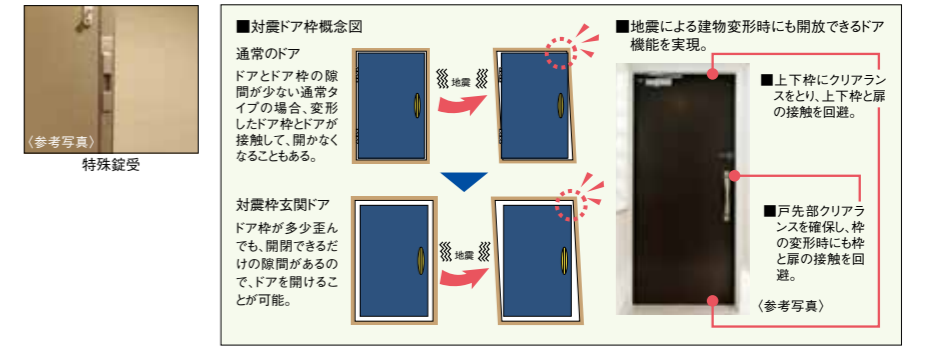 〈参考写真〉
特殊錠受
■対震ドア枠概念図
通常のドア
ドアとドア枠の隙
間が少ない通常タ
イプの場合、変形
したドア枠とドアが
接触して、開かなく
なることもある。
地震
対震枠玄関ドア
ドア枠が多少歪ん
でも、開閉できるだ
けの隙間があるの
で、ドアを開けるこ
とが可能。
地震
■地震による建物変形時にも開放できるドア
機能を実現。
■上下枠にクリアラン
スをとり、上下枠と扉
の接触を回避。
■戸先部クリアラ
ンスを確保し、枠
の変形時にも枠
と扉の接触を回
避。
〈参考写真〉